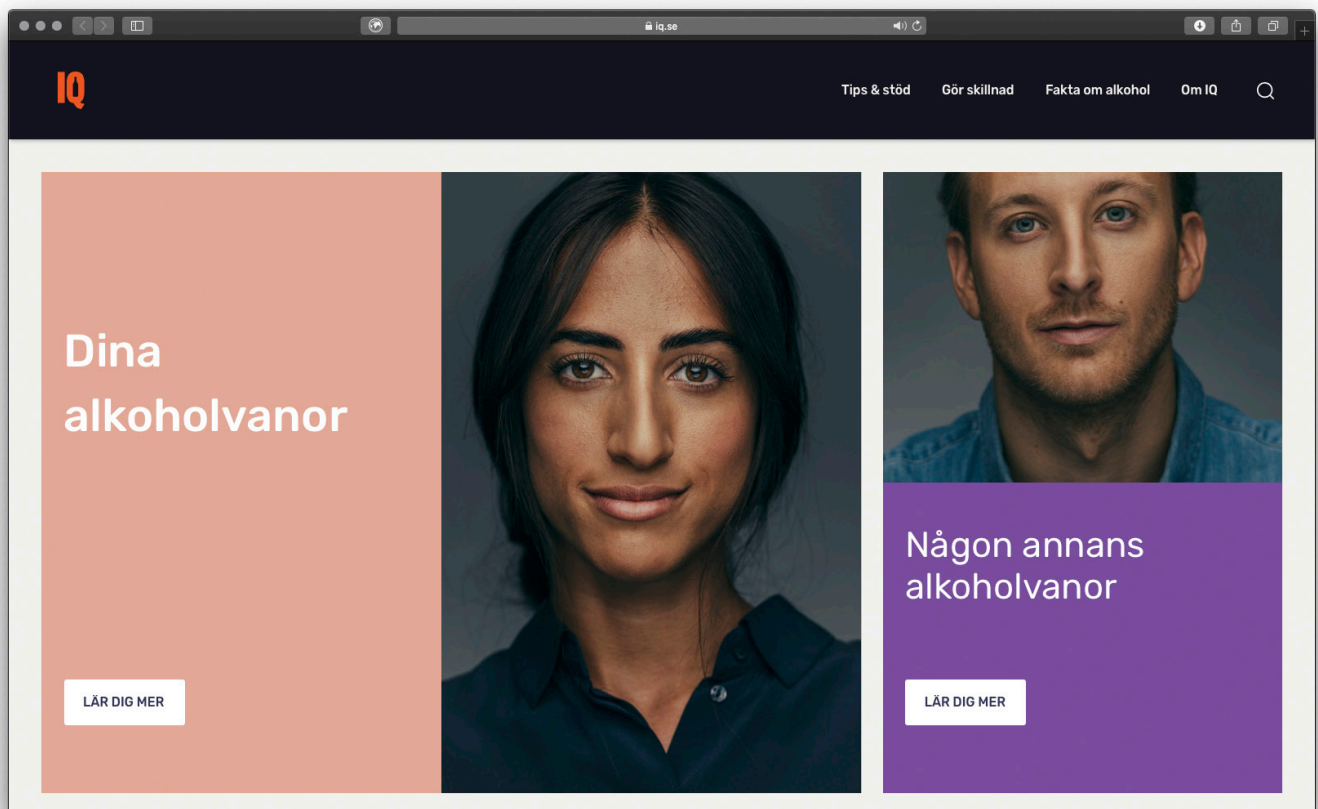 iq.se
IQ
Tips & stöd
Gör skillnad
Fakta om alkohol
Om IQ
Dina
alkoholvanor
LÄR DIG MER
Någon annans
alkoholvanor
LÄR DIG MER